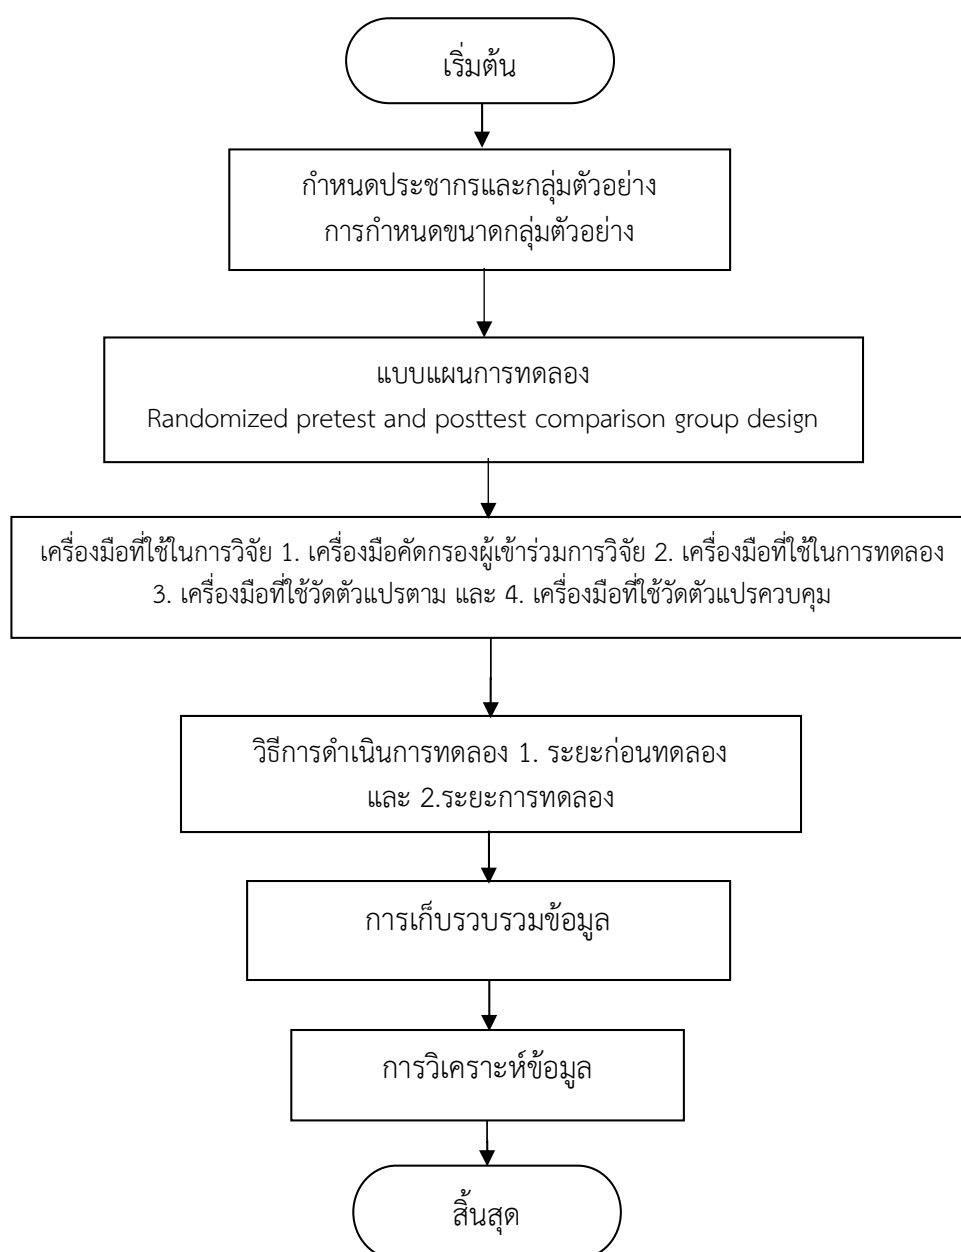 เริ่มต้น
กำหนดประชากรและกลุ่มตัวอย่าง
การกำหนดขนาดกลุ่มตัวอย่าง
แบบแผนการทดลอง
Randomized pretest and posttest comparison group design
เครื่องมือที่ใช้ในการวิจัย 1. เครื่องมือคัดกรองผู้เข้าร่วมการวิจัย 2. เครื่องมือที่ใช้ในการทดลอง
3. เครื่องมือที่ใช้วัดตัวแปรตาม และ 4. เครื่องมือที่ใช้วัดตัวแปรควบคุม
วิธีการดำเนินการทดลอง 1. ระยะก่อนทดลอง
และ 2.ระยะการทดลอง
การเก็บรวบรวมข้อมูล
การวิเคราะห์ข้อมูล
สิ้นสุด